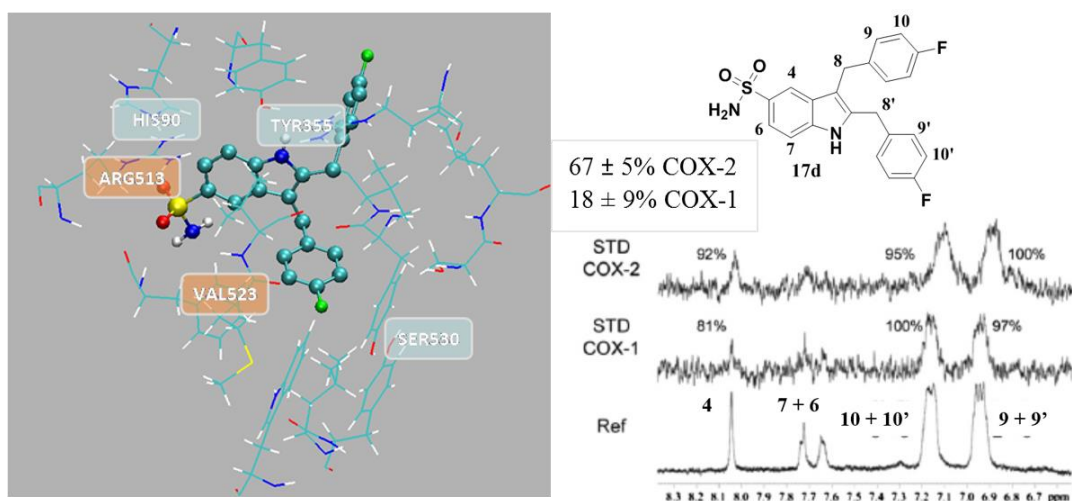 HIS90
TYR355
ARG513
VAL523
SER530
9
10
F
8
O
O
S
4
H₂N
8'
6
9'
7
N
H
10'
17d
F
67 ± 5% COX-2
18 ± 9% COX-1
STD
COX-2
92%
95%
100%
STD
COX-1
81%
100%
97%
Ref
4
7 + 6
10 + 10’
9 + 9’
8.3 8.2 8.1 8.0 7.9 7.8 7.7 7.6 7.5 7.4 7.3 7.2 7.1 7.0 6.9 6.8 6.7 ppm